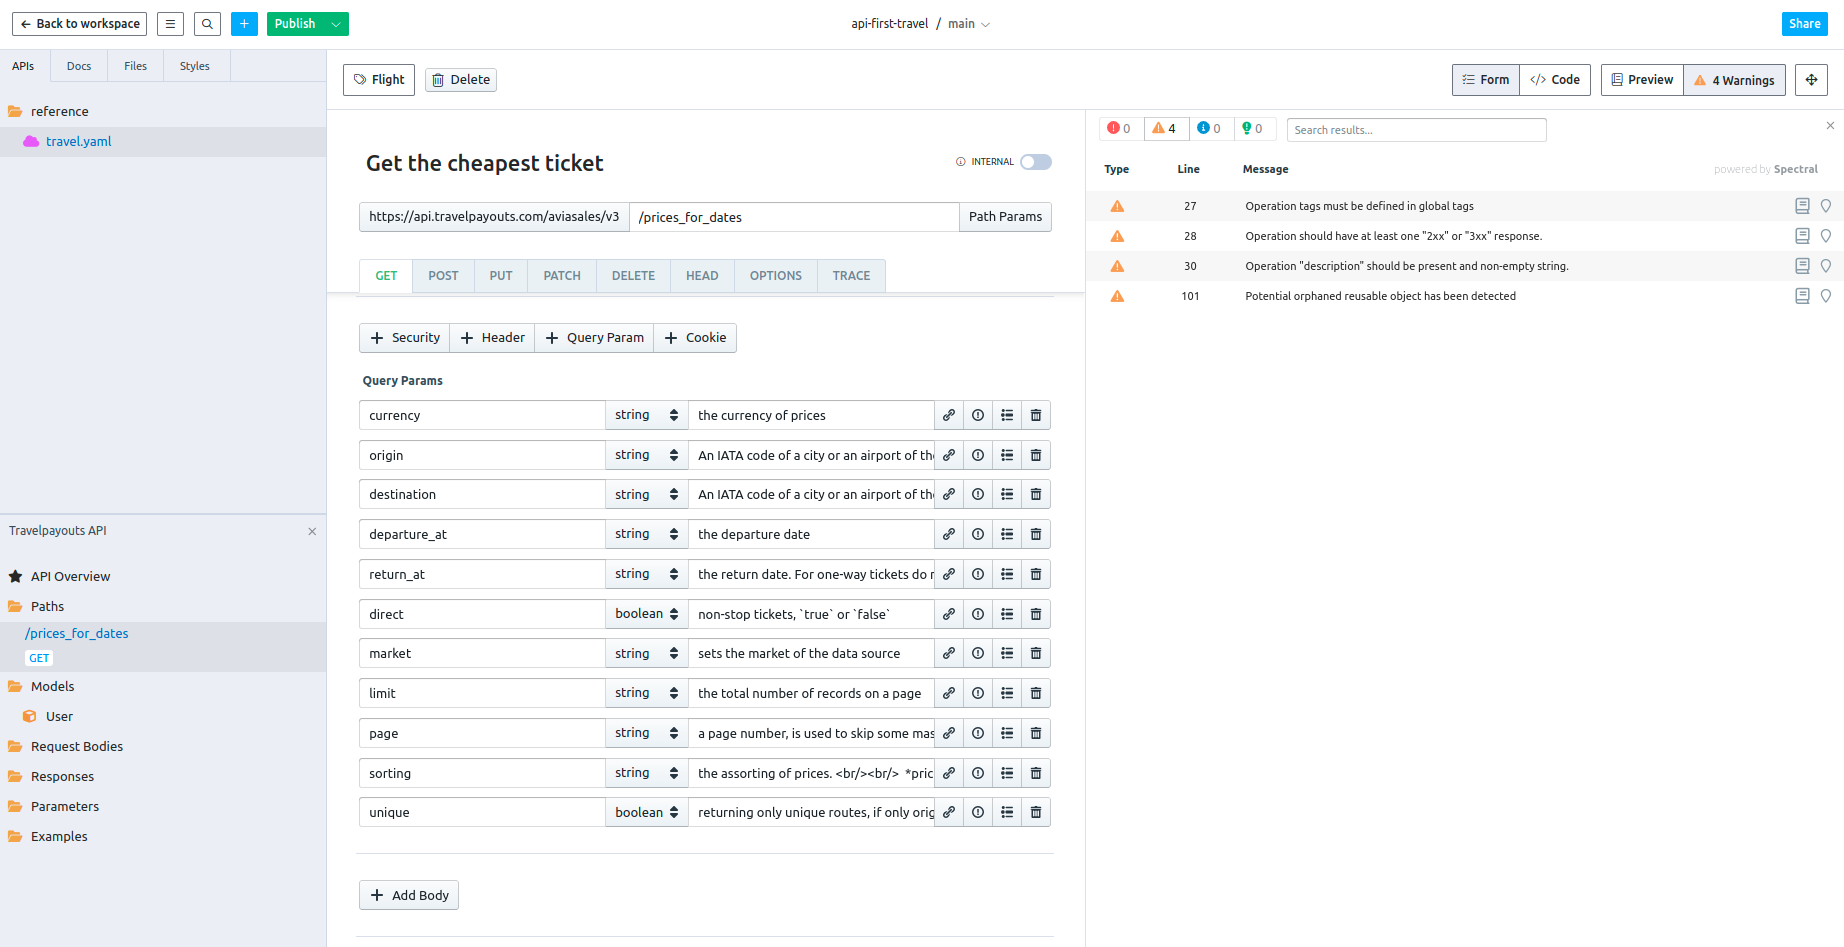 Back to workspace
Publish
api-first-travel / main
Share
APIs Docs Files Styles
reference
travel.yaml
Travelpayouts API
API Overview
Paths
/prices_for_dates
GET
Models
User
Request Bodies
Responses
Parameters
Examples
Flight Delete
Form Code Preview 4 Warnings
Get the cheapest ticket
INTERNAL
https://api.travelpayouts.com/aviasales/v3 /prices_for_dates Path Params
GET POST PUT PATCH DELETE HEAD OPTIONS TRACE
Security Header Query Param Cookie
Query Params
currency string the currency of prices
origin string An IATA code of a city or an airport of the
destination string An IATA code of a city or an airport of the
departure_at string the departure date
return_at string the return date. For one-way tickets do
direct boolean non-stop tickets, `true` or `false`
market string sets the market of the data source
limit string the total number of records on a page
page string a page number, is used to skip some mas
sorting string the assorting of prices. <br/><br/> *pric
unique boolean returning only unique routes, if only orig
Add Body
0 4 0 0 Search results...
Type Line Message powered by Spectral
27 Operation tags must be defined in global tags
28 Operation should have at least one "2xx" or "3xx" response.
30 Operation "description" should be present and non-empty string.
101 Potential orphaned reusable object has been detected